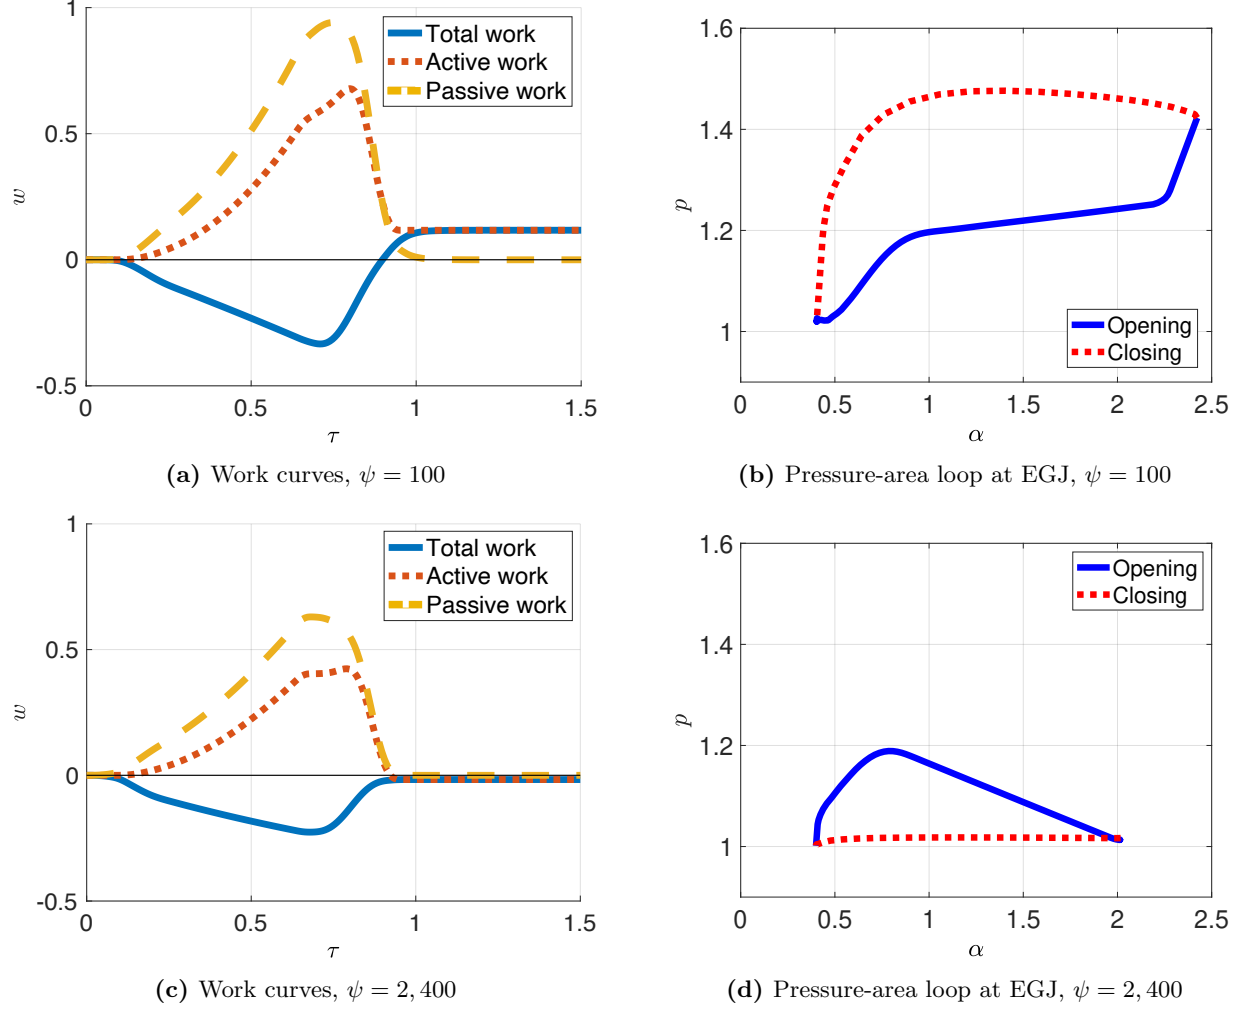 1
0.5
0
-0.5
w
0
0.5
1
1.5
τ
Total work
Active work
Passive work
(a) Work curves, ψ = 100
1.6
1.4
1.2
1
p
0
0.5
1
1.5
2
2.5
α
Opening
Closing
(b) Pressure-area loop at EGJ, ψ = 100
1
0.5
0
-0.5
w
0
0.5
1
1.5
τ
Total work
Active work
Passive work
(c) Work curves, ψ = 2, 400
1.6
1.4
1.2
1
p
0
0.5
1
1.5
2
2.5
α
Opening
Closing
(d) Pressure-area loop at EGJ, ψ = 2, 400